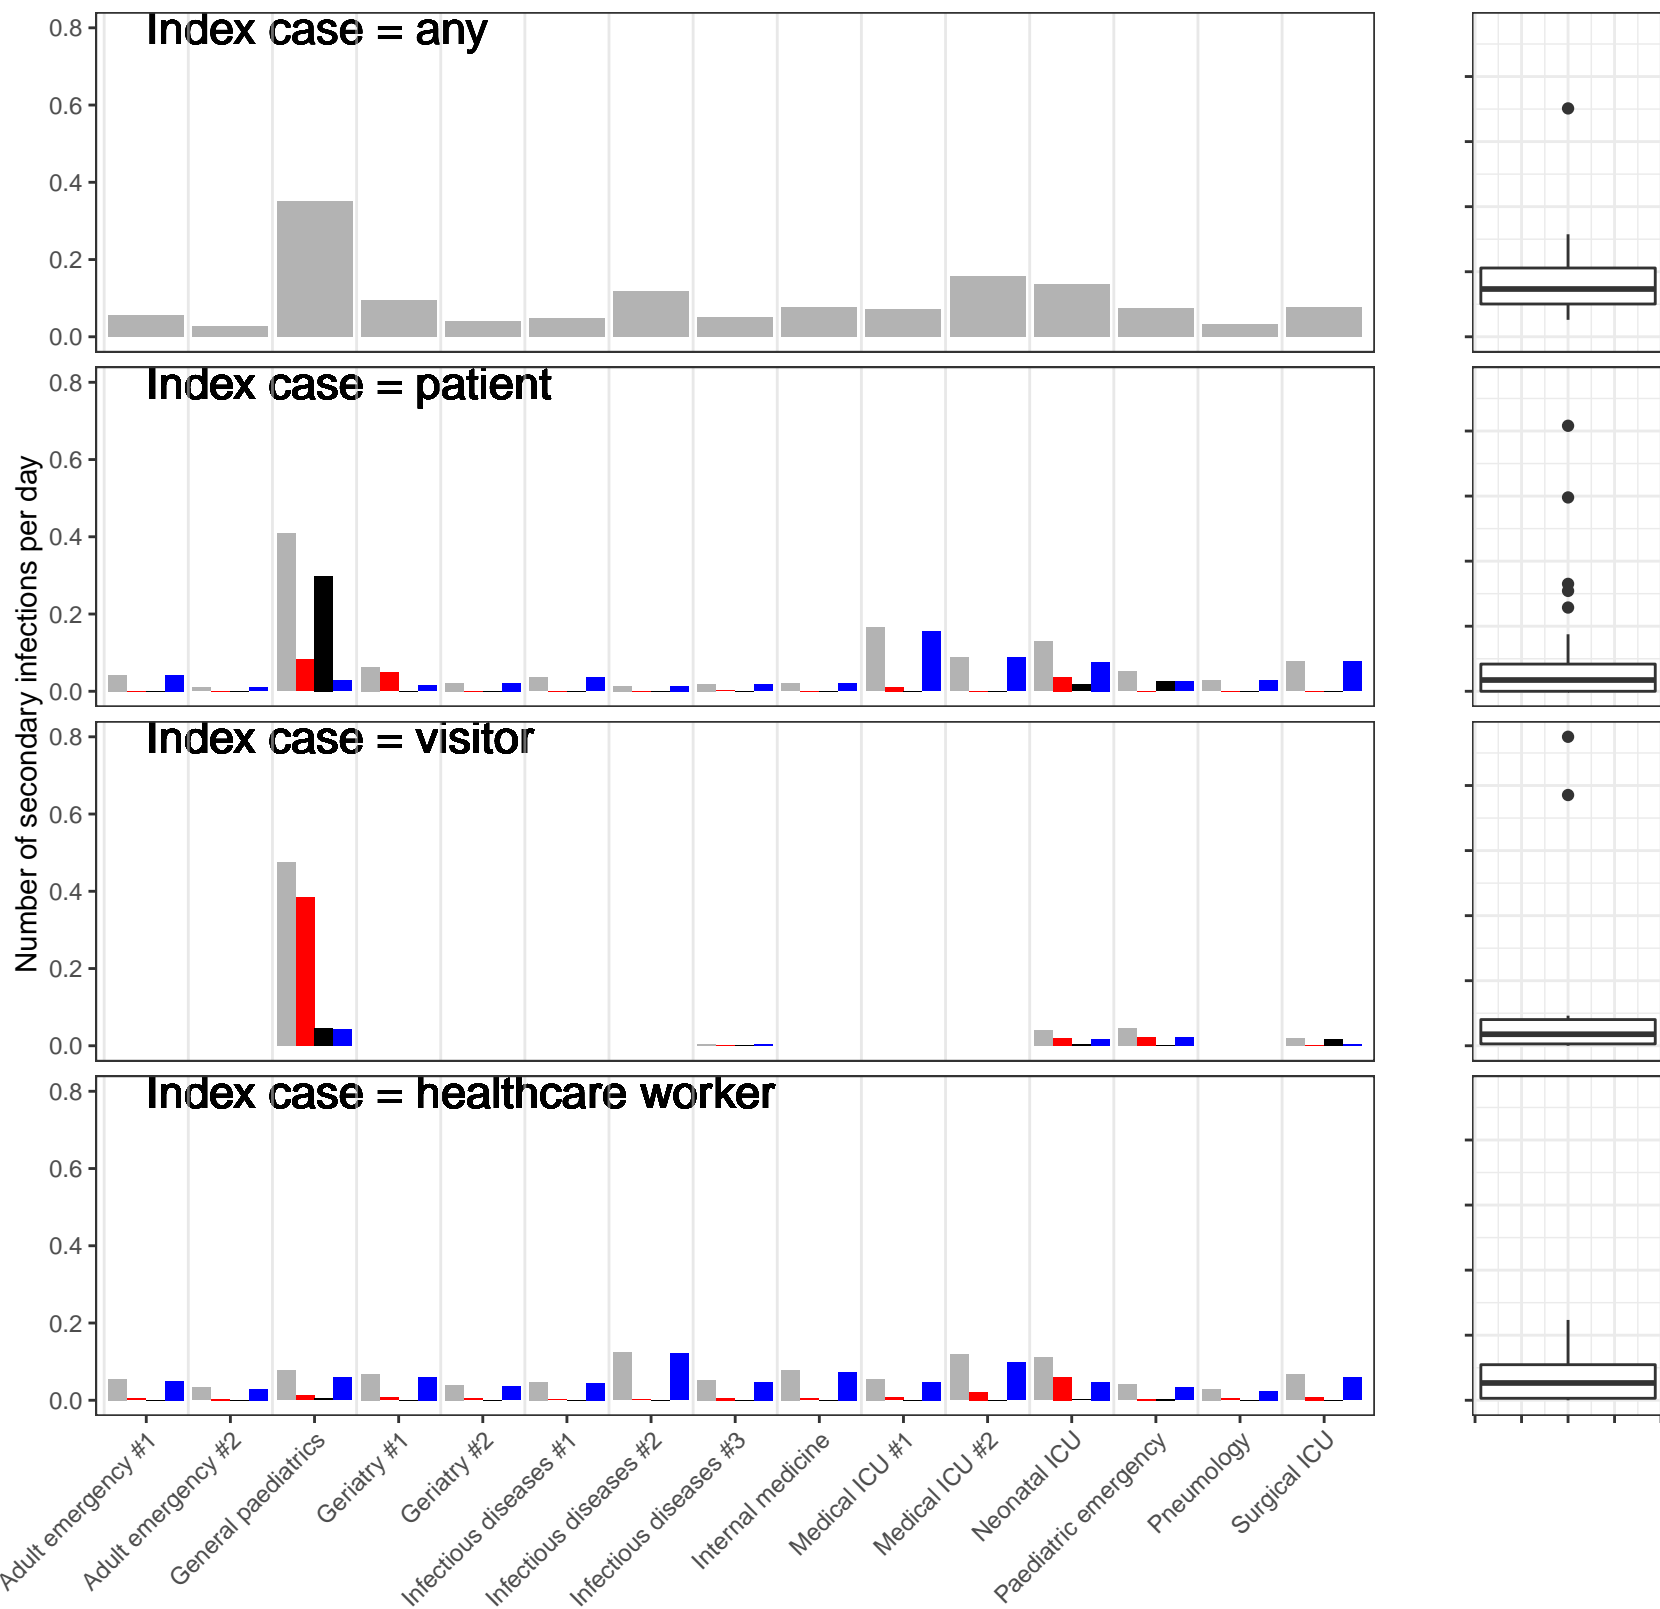 Number of secondary infections per day
Index case = any
0.8
0.6
0.4
0.2
0.0
Index case = patient
0.8
0.6
0.4
0.2
0.0
Index case = visitor
0.8
0.6
0.4
0.2
0.0
Index case = healthcare worker
0.8
0.6
0.4
0.2
0.0
Adult emergency #1
Adult emergency #2
General paediatrics
Geriatry #1
Geriatry #2
Infectious diseases #1
Infectious diseases #2
Infectious diseases #3
Internal medicine
Medical ICU #1
Medical ICU #2
Neonatal ICU
Paediatric emergency
Pneumology
Surgical ICU